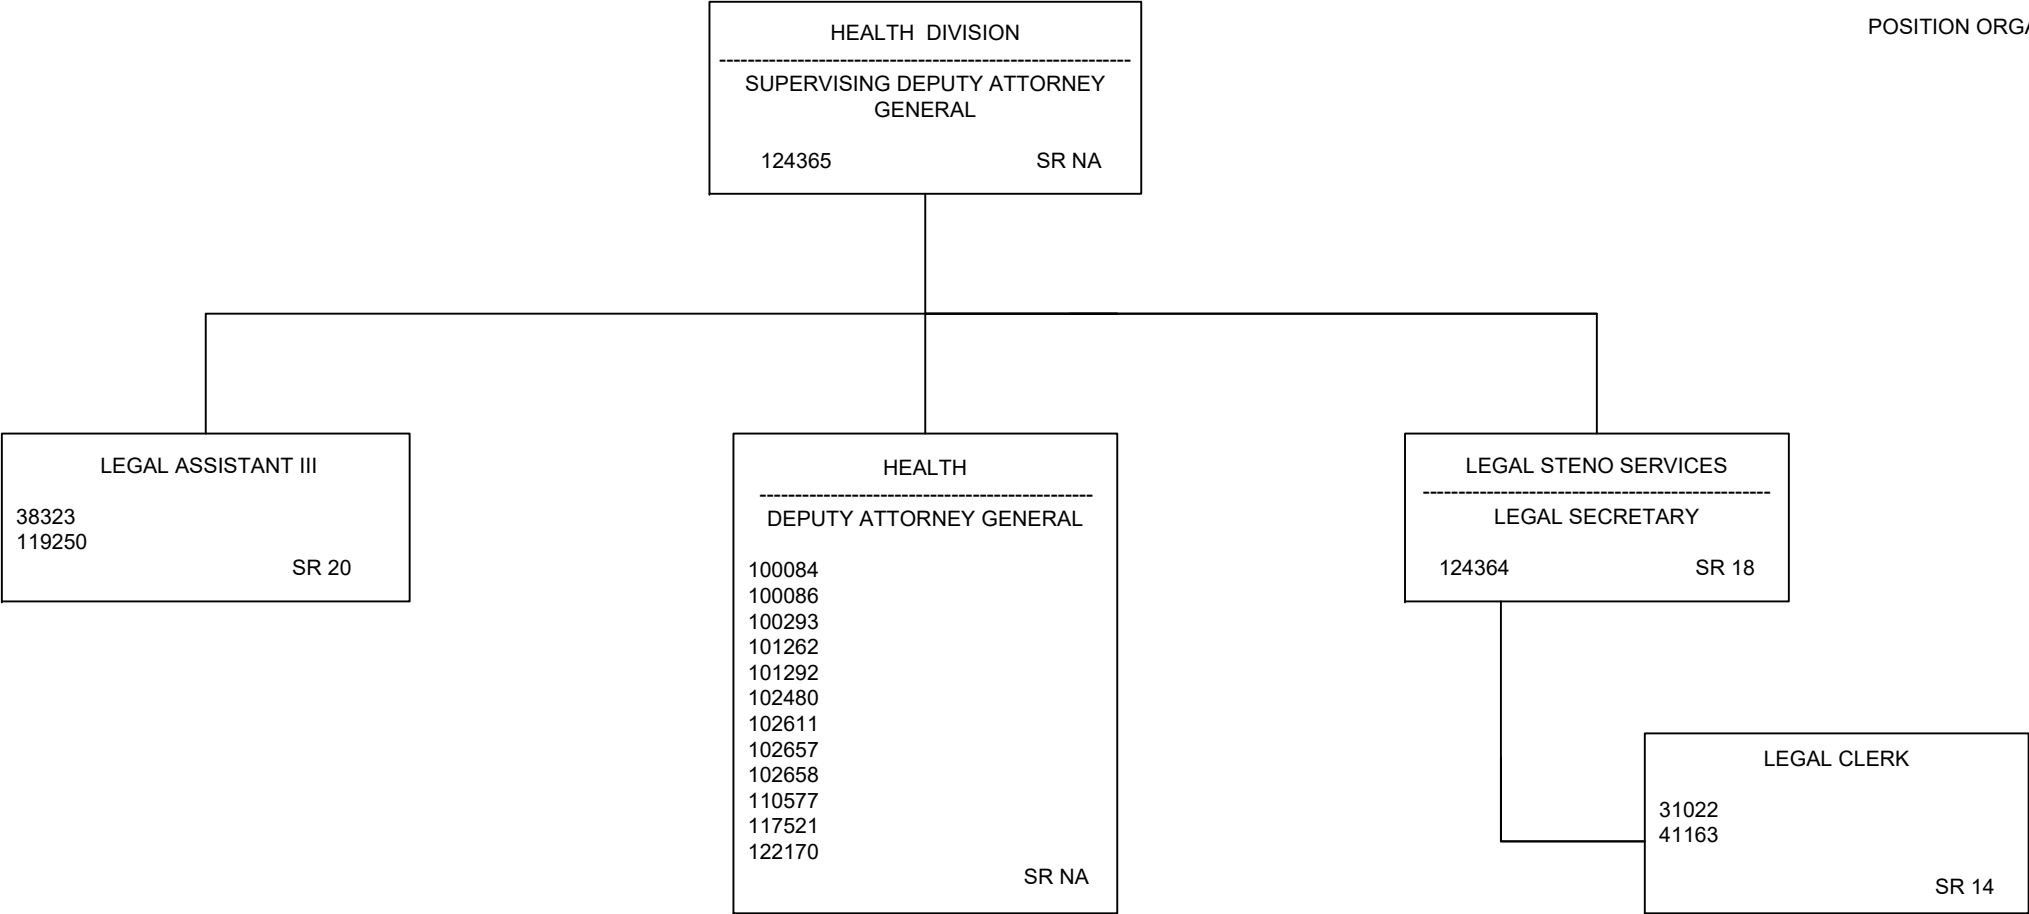 POSITION ORGA
HEALTH DIVISION
----------------------------------------------------------
SUPERVISING DEPUTY ATTORNEY
GENERAL
124365 SR NA
LEGAL ASSISTANT III
38323
119250
SR 20
HEALTH
-----------------------------------------------
DEPUTY ATTORNEY GENERAL
100084
100086
100293
101262
101292
102480
102611
102657
102658
110577
117521
122170
SR NA
LEGAL STENO SERVICES
-------------------------------------------------
LEGAL SECRETARY
124364 SR 18
LEGAL CLERK
31022
41163
SR 14